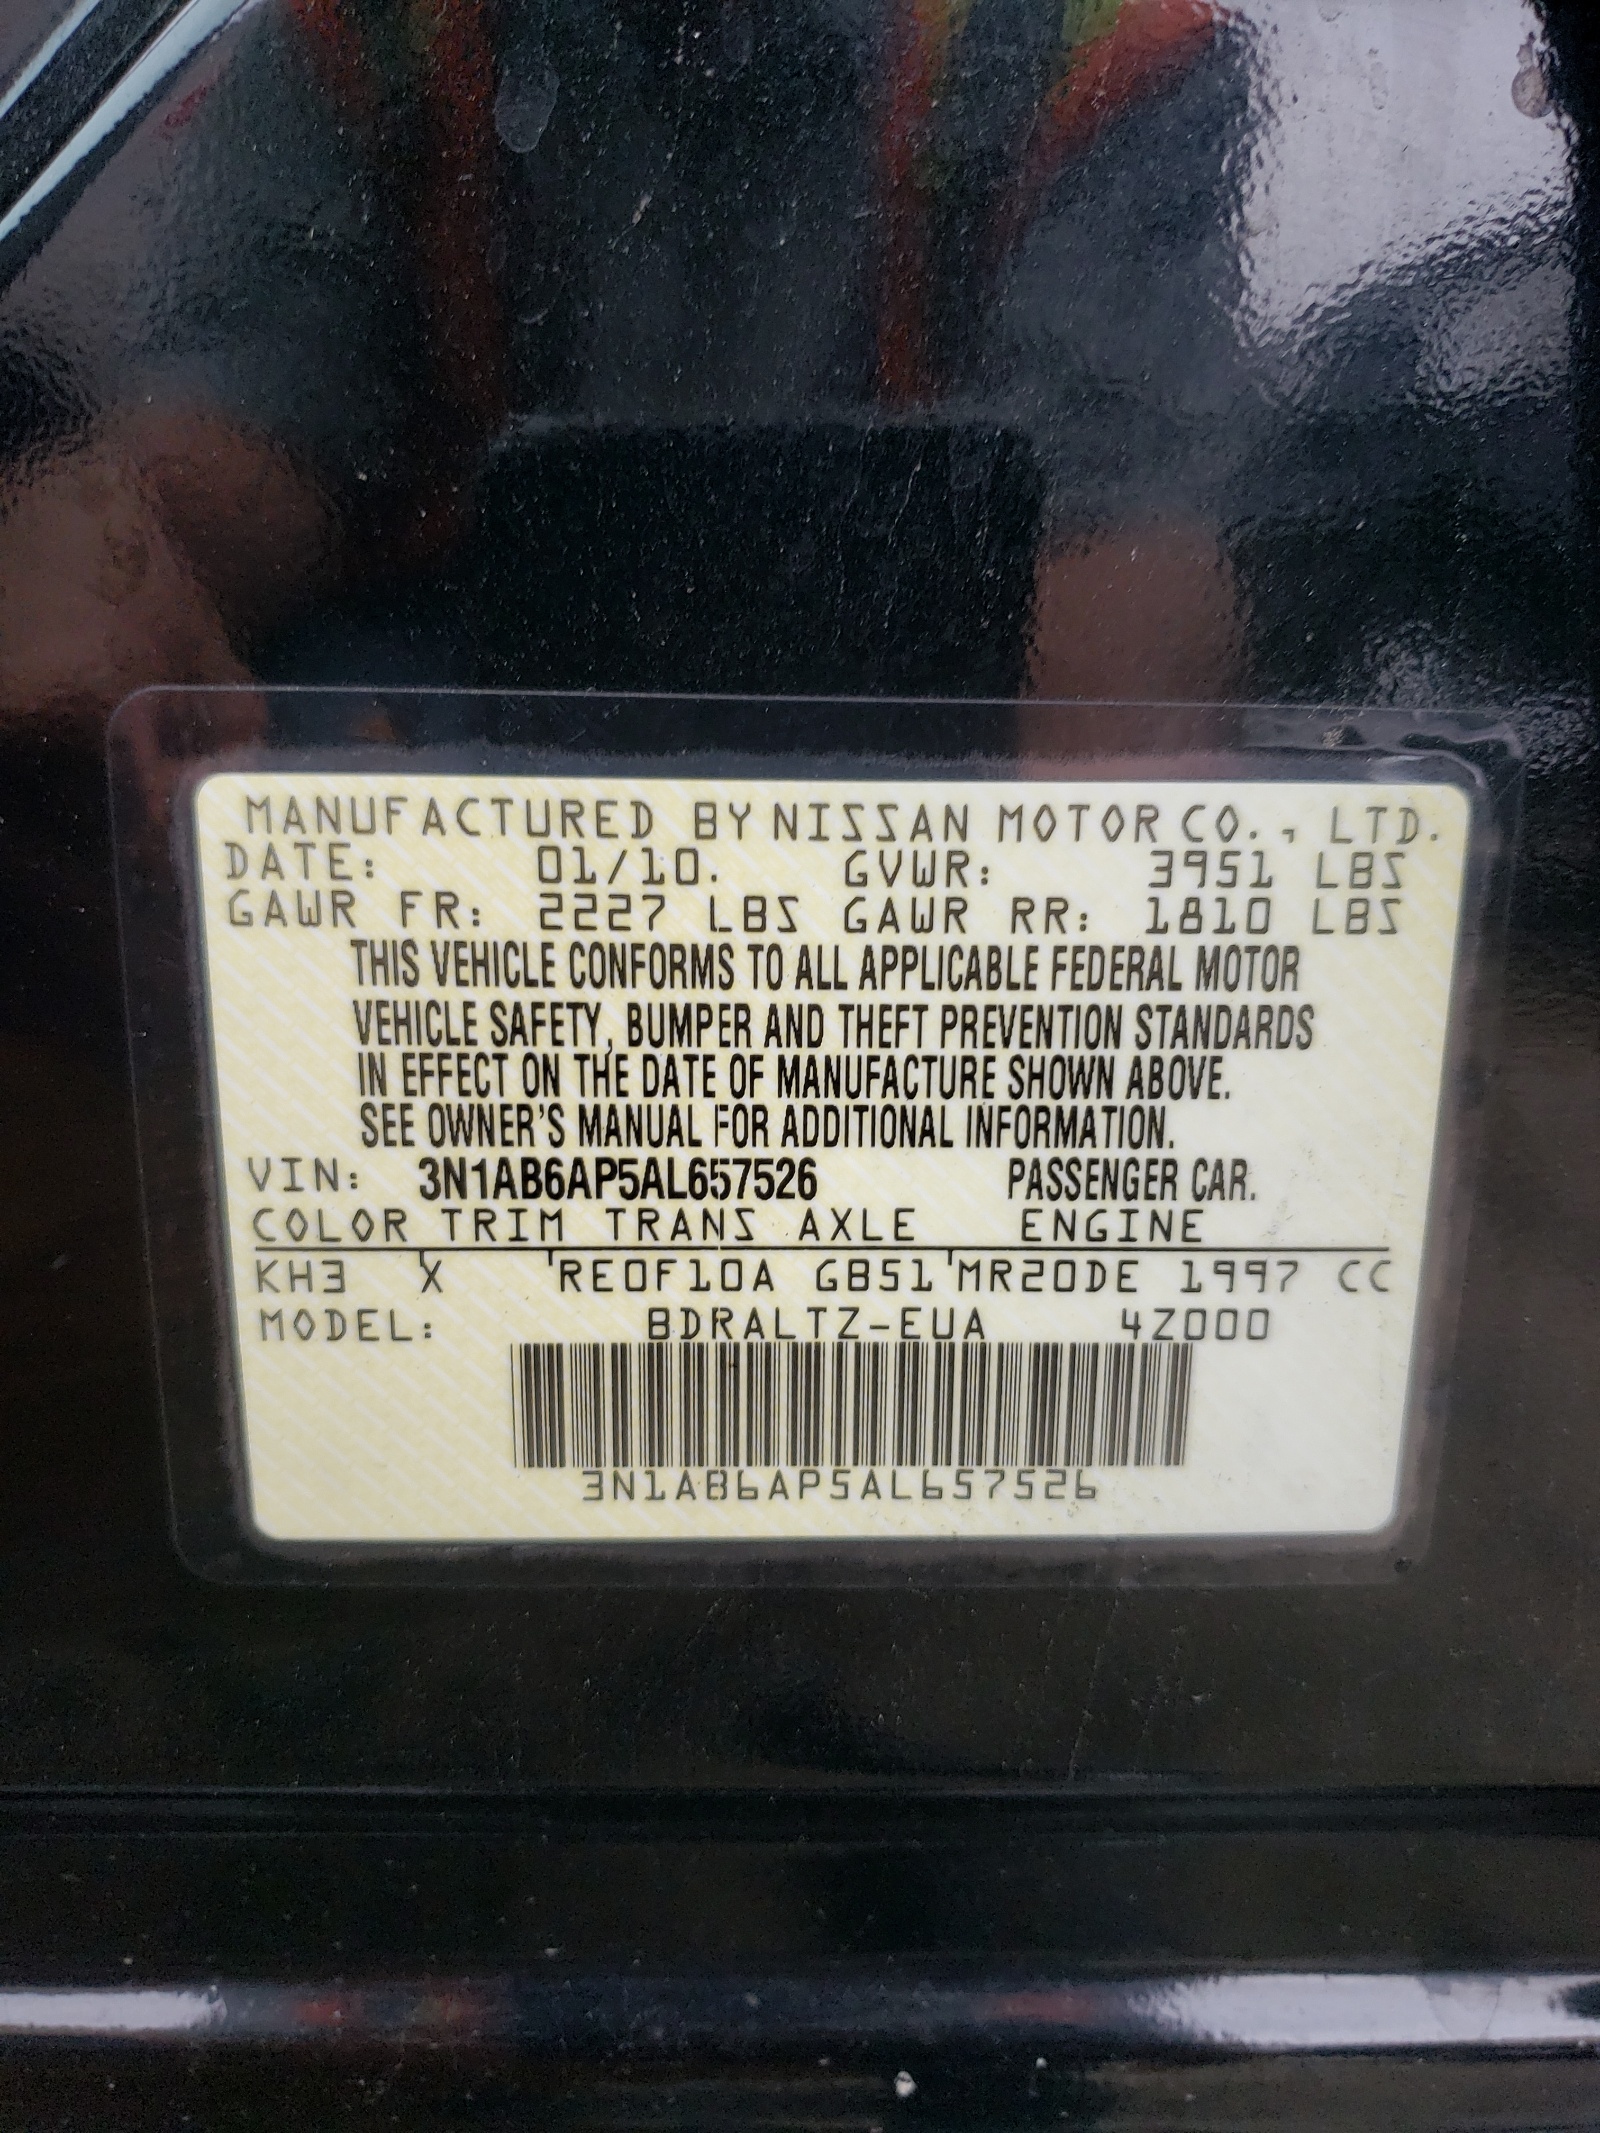 MANUFACTURED BY NISSAN MOTOR CO., LTD.
DATE: 01/10. GVWR: 3951 LBS
GAWR FR: 2227 LBS GAWR RR: 1810 LBS
THIS VEHICLE CONFORMS TO ALL APPLICABLE FEDERAL MOTOR
VEHICLE SAFETY, BUMPER AND THEFT PREVENTION STANDARDS
IN EFFECT ON THE DATE OF MANUFACTURE SHOWN ABOVE.
SEE OWNER'S MANUAL FOR ADDITIONAL INFORMATION.
VIN: 3N1AB6AP5AL657526 PASSENGER CAR.
COLOR TRIM TRANS AXLE ENGINE
KH3 X RE0F10A GB51 MR20DE 1997 CC
MODEL: BDRALTZ-EUA 4Z000
3N1AB6AP5AL657526